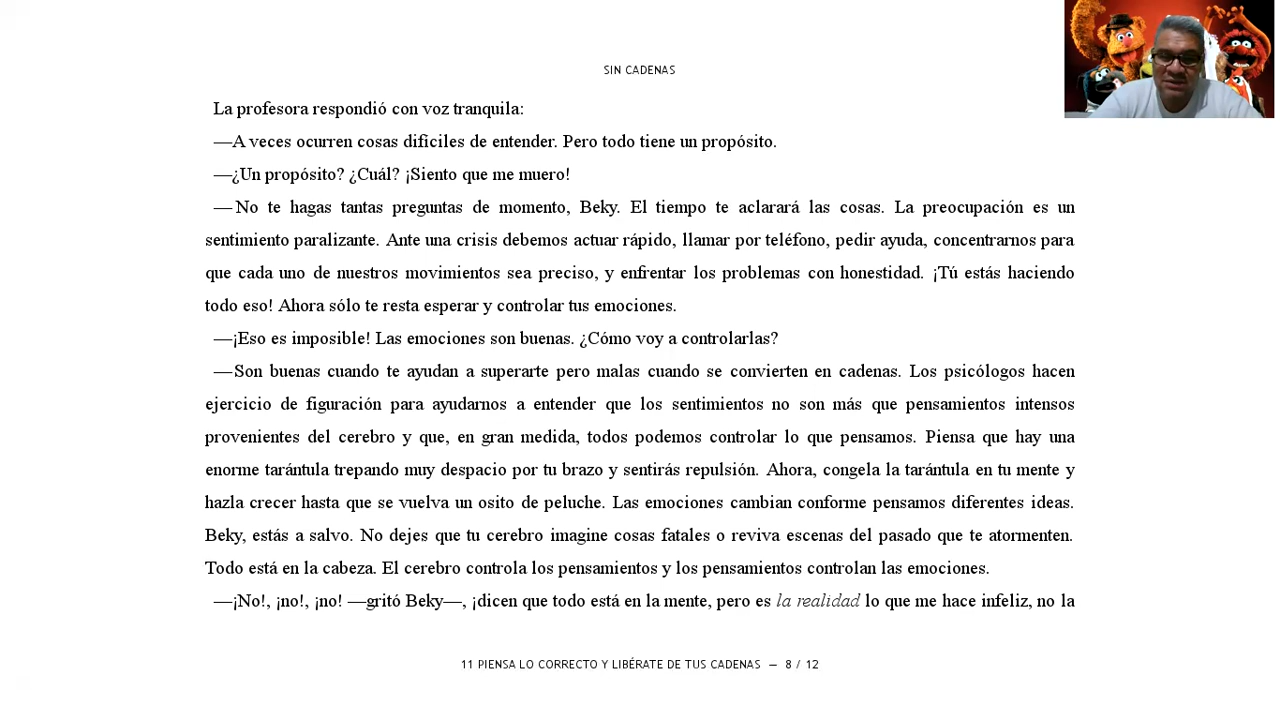 SIN CADENAS
La profesora respondió con voz tranquila:
—A veces ocurren cosas difíciles de entender. Pero todo tiene un propósito.
—¿Un propósito? ¿Cuál? ¡Siento que me muero!
— No te hagas tantas preguntas de momento, Beky. El tiempo te aclarará las cosas. La preocupación es un
sentimiento paralizante. Ante una crisis debemos actuar rápido, llamar por teléfono, pedir ayuda, concentrarnos para
que cada uno de nuestros movimientos sea preciso, y enfrentar los problemas con honestidad. ¡Tú estás haciendo
todo eso! Ahora sólo te resta esperar y controlar tus emociones.
—¡Eso es imposible! Las emociones son buenas. ¿Cómo voy a controlarlas?
—Son buenas cuando te ayudan a superarte pero malas cuando se convierten en cadenas. Los psicólogos hacen
ejercicio de figuración para ayudarnos a entender que los sentimientos no son más que pensamientos intensos
provenientes del cerebro y que, en gran medida, todos podemos controlar lo que pensamos. Piensa que hay una
enorme tarántula trepando muy despacio por tu brazo y sentirás repulsión. Ahora, congela la tarántula en tu mente y
hazla crecer hasta que se vuelva un osito de peluche. Las emociones cambian conforme pensamos diferentes ideas.
Beky, estás a salvo. No dejes que tu cerebro imagine cosas fatales o reviva escenas del pasado que te atormenten.
Todo está en la cabeza. El cerebro controla los pensamientos y los pensamientos controlan las emociones.
—¡No!, ¡no!, ¡no! —gritó Beky—, ¡dicen que todo está en la mente, pero es la realidad lo que me hace infeliz, no la
11 PIENSA LO CORRECTO Y LIBÉRATE DE TUS CADENAS — 8 / 12